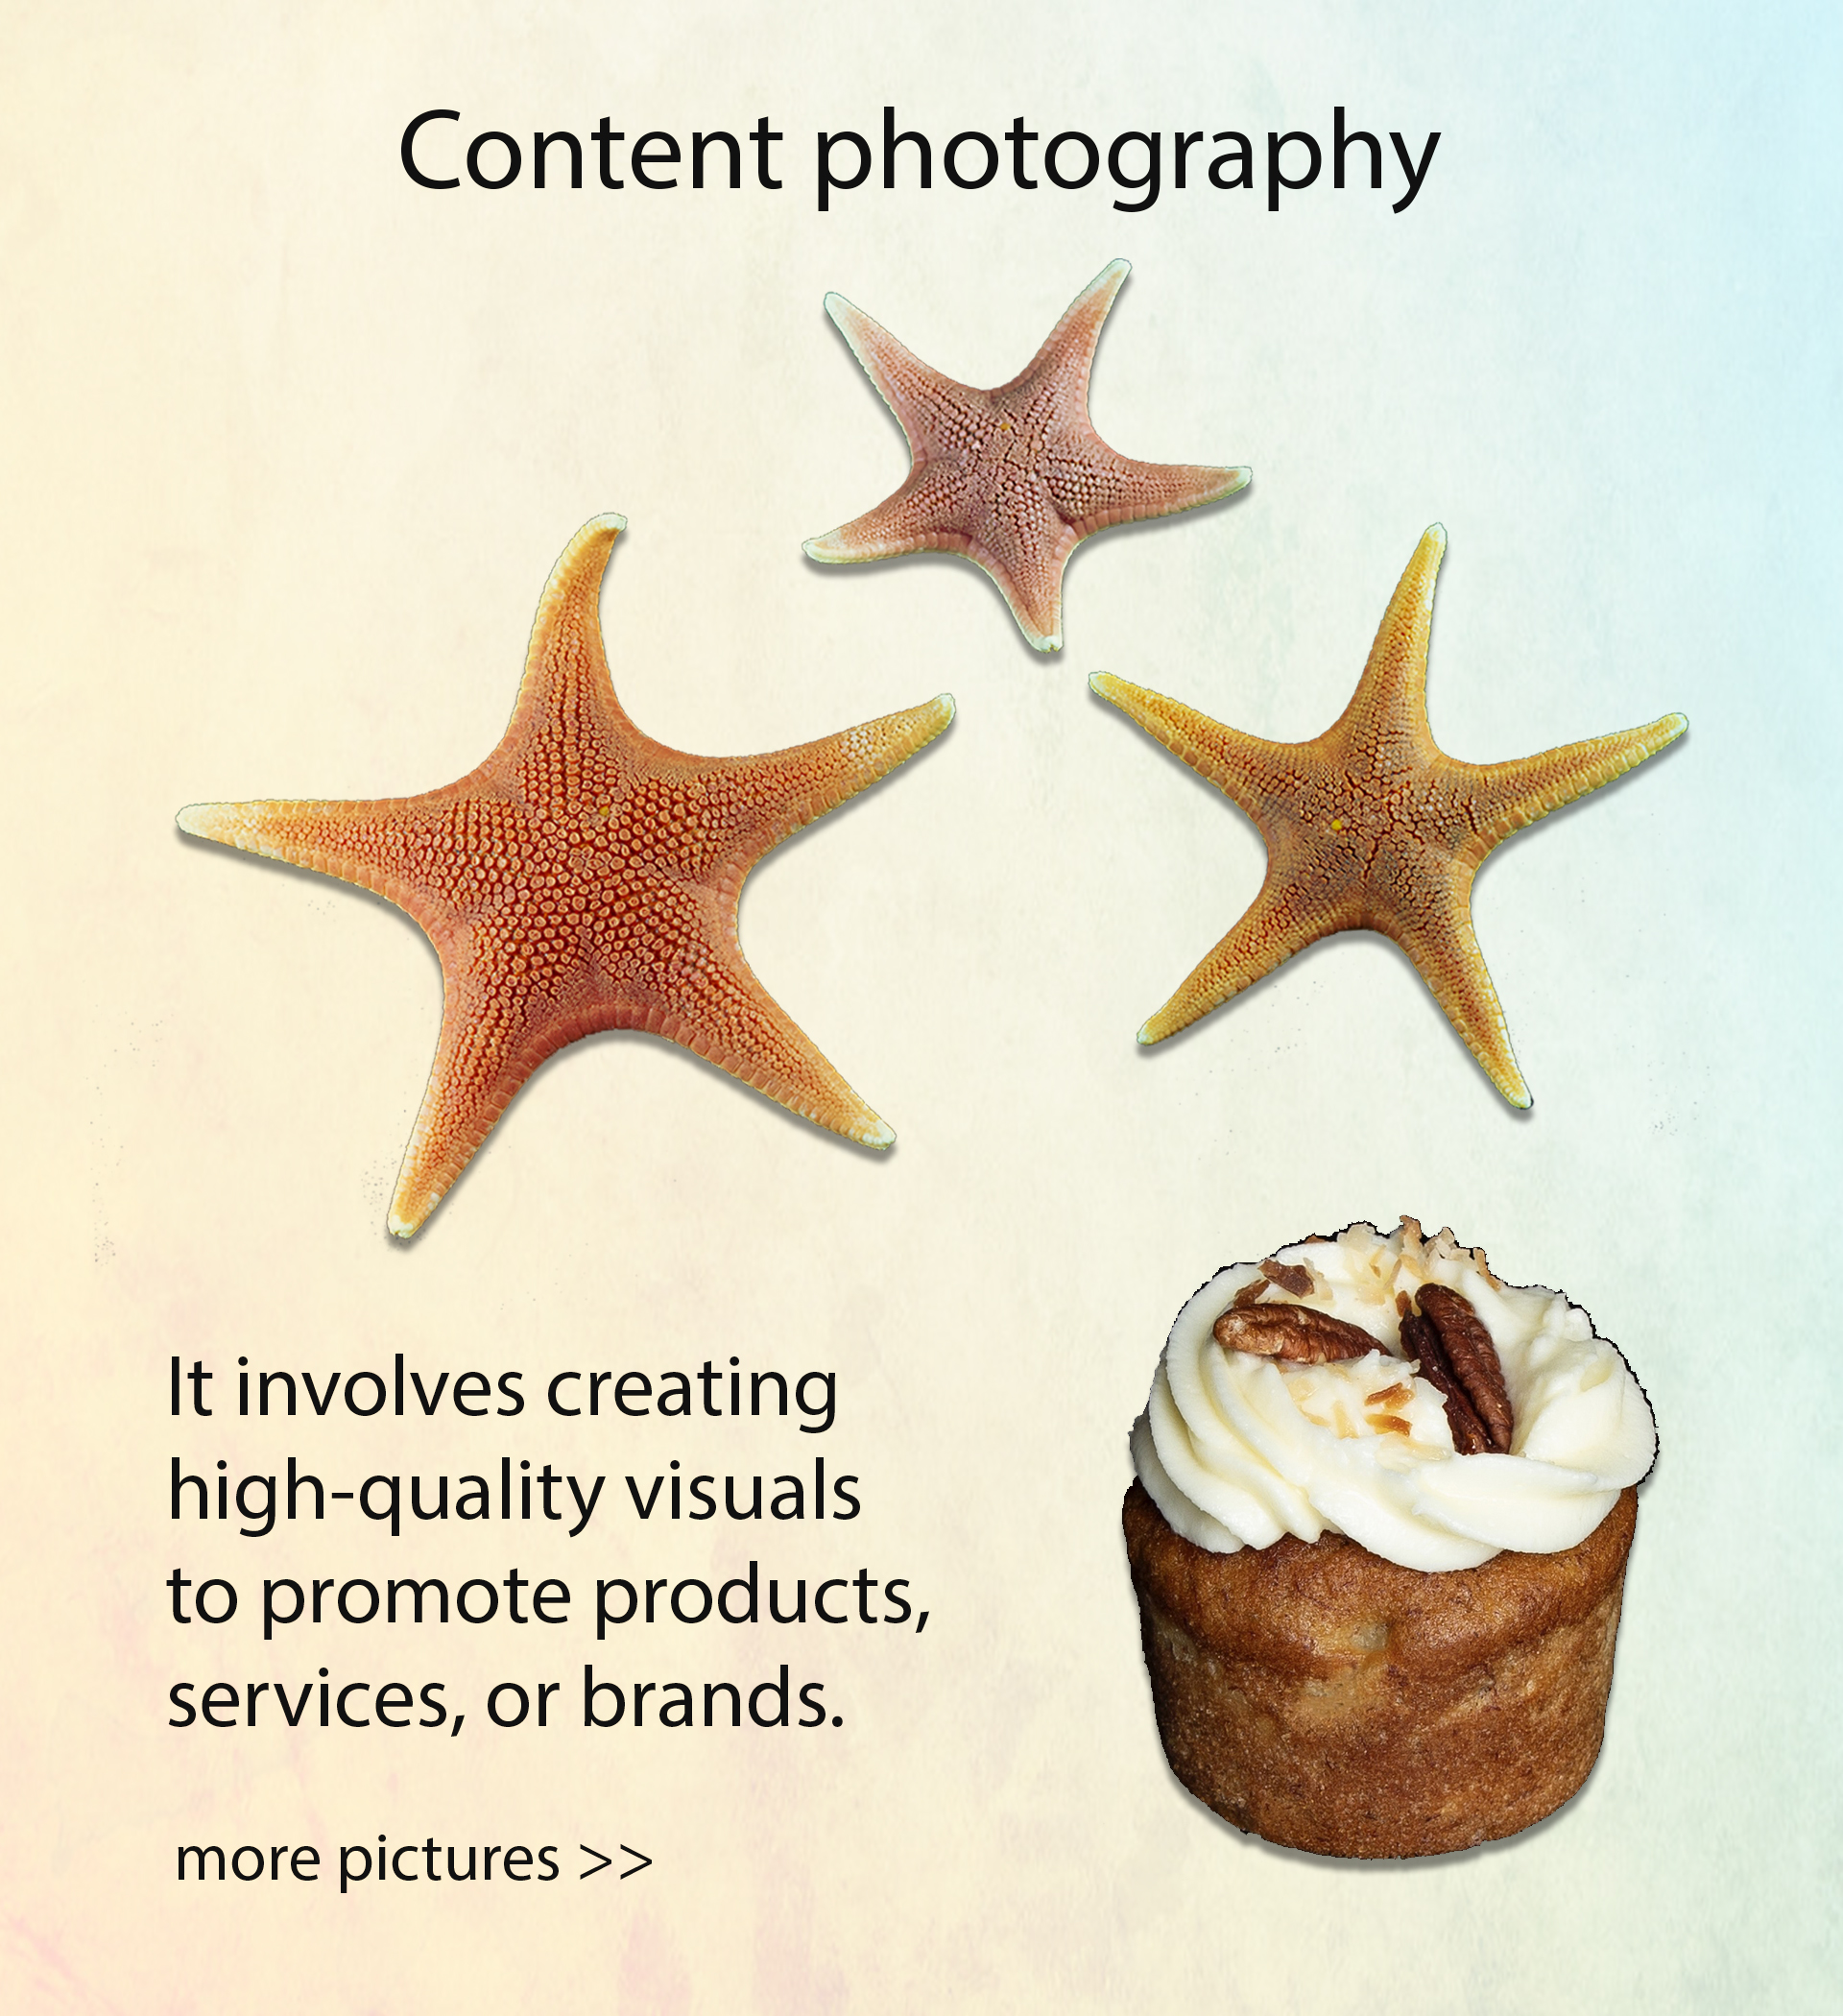 Content photography
It involves creating
high-quality visuals
to promote products,
services, or brands.
more pictures >>